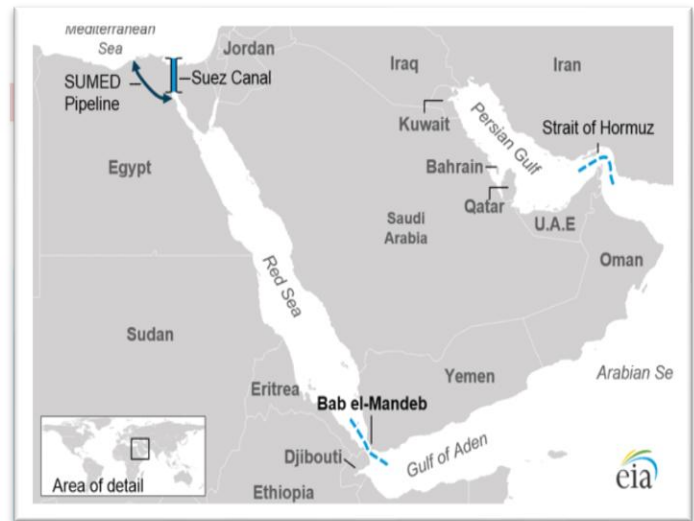 Mediterranean
Sea
Jordan
Iraq
Iran
SUMED
Pipeline
Suez Canal
Kuwait
Persian Gulf
Strait of Hormuz
Egypt
Bahrain
Qatar
Saudi
Arabia
U.A.E
Oman
Red Sea
Sudan
Yemen
Arabian Se
Eritrea
Bab el-Mandeb
Djibouti
Gulf of Aden
Ethiopia
Area of detail
eia